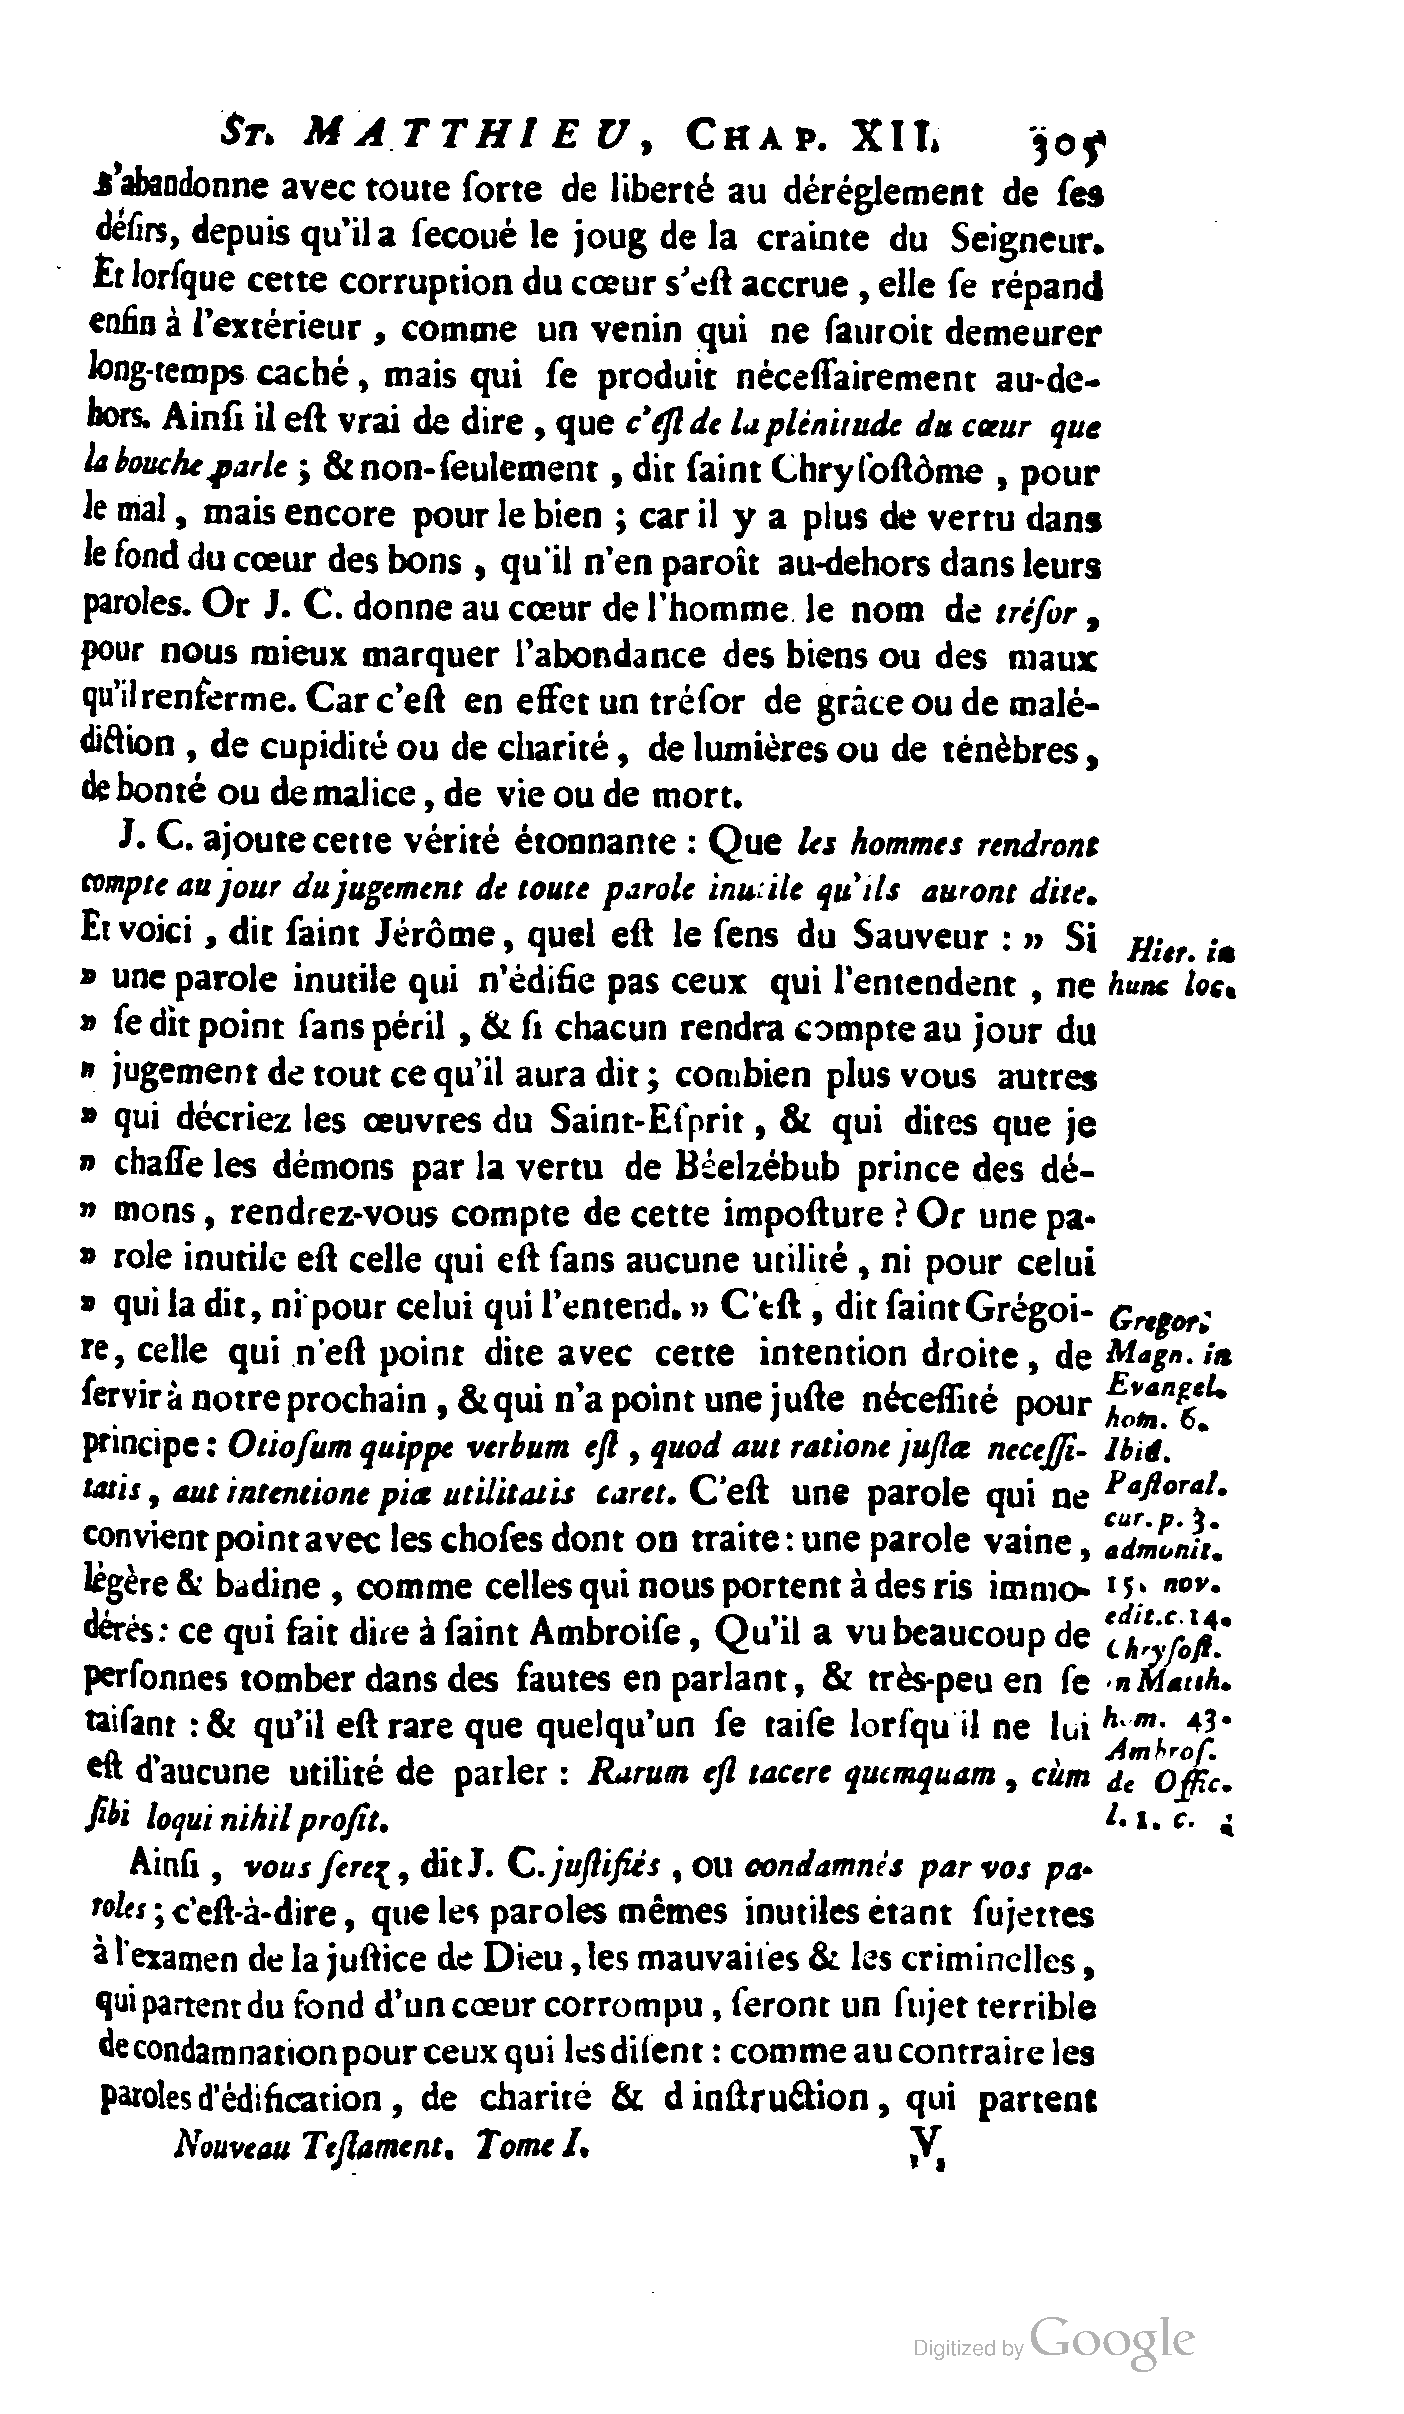 ST. MATTHIEU, CHAP. XII. 305
s'abandonne avec toute ſorte de liberté au déréglement de ſes
déſirs, depuis qu'il a ſecoué le joug de la crainte du Seigneur.
Et lorſque cette corruption du cœur s'eſt accrue, elle ſe répand
enfin à l'extérieur, comme un venin qui ne ſauroit demeurer
long-temps caché, mais qui ſe produit néceſſairement au-de-
hors. Ainſi il eſt vrai de dire, que c'eſt de la plénitude du cœur que
la bouche parle; & non-ſeulement, dit ſaint Chryſoſtôme, pour
le mal, mais encore pour le bien; car il y a plus de vertu dans
le fond du cœur des bons, qu'il n'en paroît au-dehors dans leurs
paroles. Or J. C. donne au cœur de l'homme le nom de tréſor,
pour nous mieux marquer l'abondance des biens ou des maux
qu'il renferme. Car c'eſt en effet un tréſor de grâce ou de malé-
diction, de cupidité ou de charité, de lumières ou de ténèbres,
de bonté ou de malice, de vie ou de mort.
J. C. ajoute cette vérité étonnante : Que les hommes rendront
compte au jour du jugement de toute parole inutile qu'ils auront dite.
Et voici, dit ſaint Jérôme, quel eſt le ſens du Sauveur : » Si
» une parole inutile qui n'édifie pas ceux qui l'entendent, ne
» ſe dit point ſans péril, & ſi chacun rendra compte au jour du
» jugement de tout ce qu'il aura dit; combien plus vous autres
» qui décriez les œuvres du Saint-Eſprit, & qui dites que je
» chaſſe les démons par la vertu de Béelzébub prince des dé-
» mons, rendrez-vous compte de cette impoſture ? Or une pa-
» role inutile eſt celle qui eſt ſans aucune utilité, ni pour celui
» qui la dit, ni pour celui qui l'entend. » C'eſt, dit ſaint Grégoi-
re, celle qui n'eſt point dite avec cette intention droite, de
ſervir à notre prochain, & qui n'a point une juſte néceſſité pour
principe : Otioſum quippe verbum eſt, quod aut ratione juſtæ neceſſi-
tatis, aut intentione piæ utilitatis caret. C'eſt une parole qui ne
convient point avec les choſes dont on traite : une parole vaine,
légère & badine, comme celles qui nous portent à des ris immo-
dérés : ce qui fait dire à ſaint Ambroiſe, Qu'il a vu beaucoup de
perſonnes tomber dans des fautes en parlant, & très-peu en ſe
taiſant : & qu'il eſt rare que quelqu'un ſe taiſe lorſqu'il ne lui
eſt d'aucune utilité de parler : Rarum eſt tacere quemquam, cùm
ſibi loqui nihil proſit.
Ainſi, vous ſerez, dit J. C. juſtifiés, ou condamnés par vos pa-
roles; c'eſt-à-dire, que les paroles mêmes inutiles étant ſujettes
à l'examen de la juſtice de Dieu, les mauvaiſes & les criminelles,
qui partent du fond d'un cœur corrompu, ſeront un ſujet terrible
de condamnation pour ceux qui les diſent : comme au contraire les
paroles d'édification, de charité & d'inſtruction, qui partent
Nouveau Teſtament. Tome I. V
Hier. in
hunc loc.
Gregor.
Magn. in
Evangel.
hom. 6.
Ibid.
Paſtoral.
cur. p. 3.
admonit.
15. nov.
edit. c. 14.
Chryſoſt.
in Matth.
hom. 43.
Ambroſ.
de Offic.
l. 1. c.
Digitized by Google